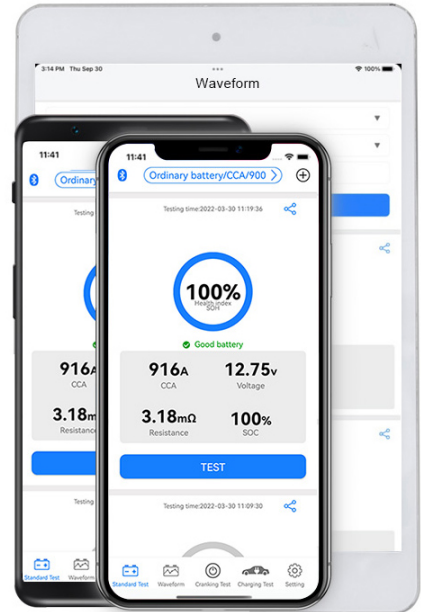 3:14 PM Thu Sep 30
100%
Waveform
11:41
Ordinary
Testing
916A
CCA
3.18m
Resistance
Testing
Standard Test
Waveform
11:41
Ordinary battery/CCA/900
Testing time:2022-03-30 11:19:36
100%
Health index
SOH
Good battery
916A
12.75v
CCA
Voltage
3.18mΩ
100%
Resistance
SOC
TEST
Testing time:2022-03-30 11:09:30
Standard Test
Waveform
Cranking Test
Charging Test
Setting